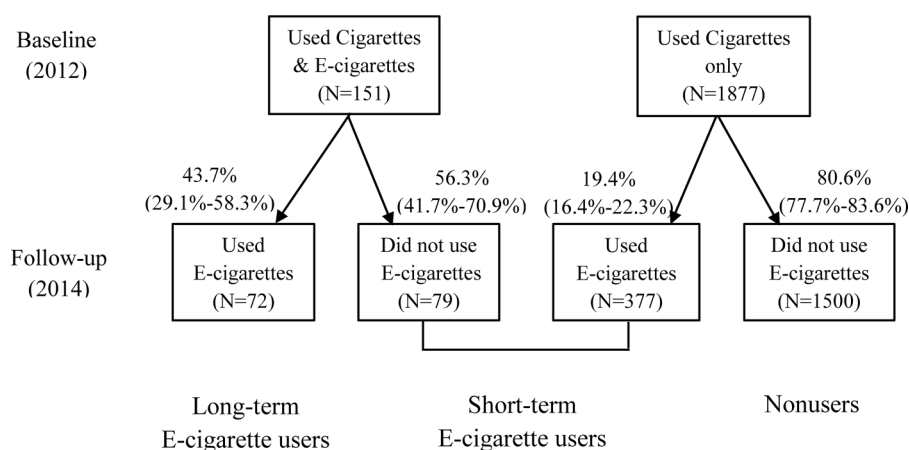 Baseline
(2012)
Used Cigarettes
& E-cigarettes
(N=151)
Used Cigarettes
only
(N=1877)
43.7%
(29.1%-58.3%)
56.3%
(41.7%-70.9%)
19.4%
(16.4%-22.3%)
80.6%
(77.7%-83.6%)
Follow-up
(2014)
Used
E-cigarettes
(N=72)
Did not use
E-cigarettes
(N=79)
Used
E-cigarettes
(N=377)
Did not use
E-cigarettes
(N=1500)
Long-term
E-cigarette users
Short-term
E-cigarette users
Nonusers